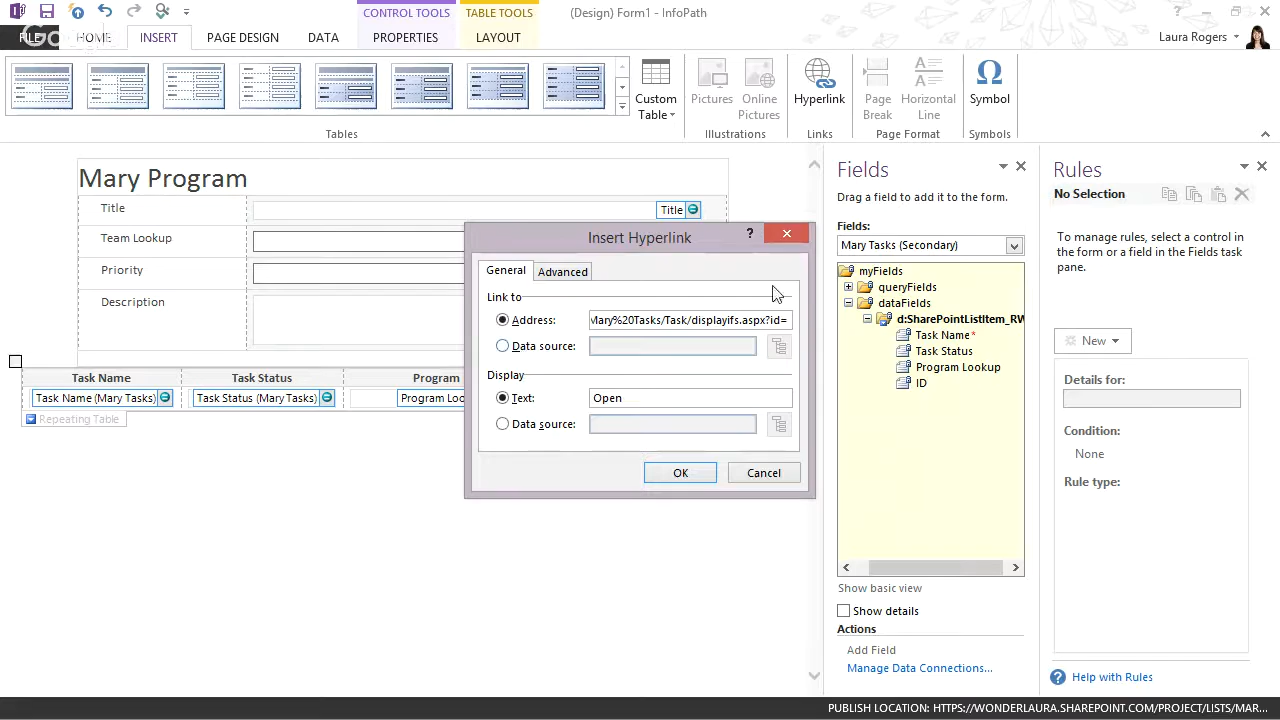 CONTROL TOOLS
TABLE TOOLS
(Design) Form1 - InfoPath
?
FILE
HOME
INSERT
PAGE DESIGN
DATA
PROPERTIES
LAYOUT
Laura Rogers
Custom
Table
Pictures
Online
Pictures
Hyperlink
Page
Break
Horizontal
Line
Symbol
Tables
Illustrations
Links
Page Format
Symbols
Mary Program
Title
Title
Team Lookup
Priority
Description
Task Name
Task Status
Program
Task Name (Mary Tasks)
Task Status (Mary Tasks)
Program Loo
Repeating Table
Insert Hyperlink
?
General
Advanced
Link to
Address:
Mary%20Tasks/Task/displayifs.aspx?id=
Data source:
Display
Text:
Open
Data source:
OK
Cancel
Fields
Drag a field to add it to the form.
Fields:
Mary Tasks (Secondary)
myFields
queryFields
dataFields
d:SharePointListItem_RW
Task Name*
Task Status
Program Lookup
ID
Show basic view
Show details
Actions
Add Field
Manage Data Connections...
Rules
No Selection
To manage rules, select a control in
the form or a field in the Fields task
pane.
New
Details for:
Condition:
None
Rule type:
Help with Rules
PUBLISH LOCATION: HTTPS://WONDERLAURA.SHAREPOINT.COM/PROJECT/LISTS/MAR...